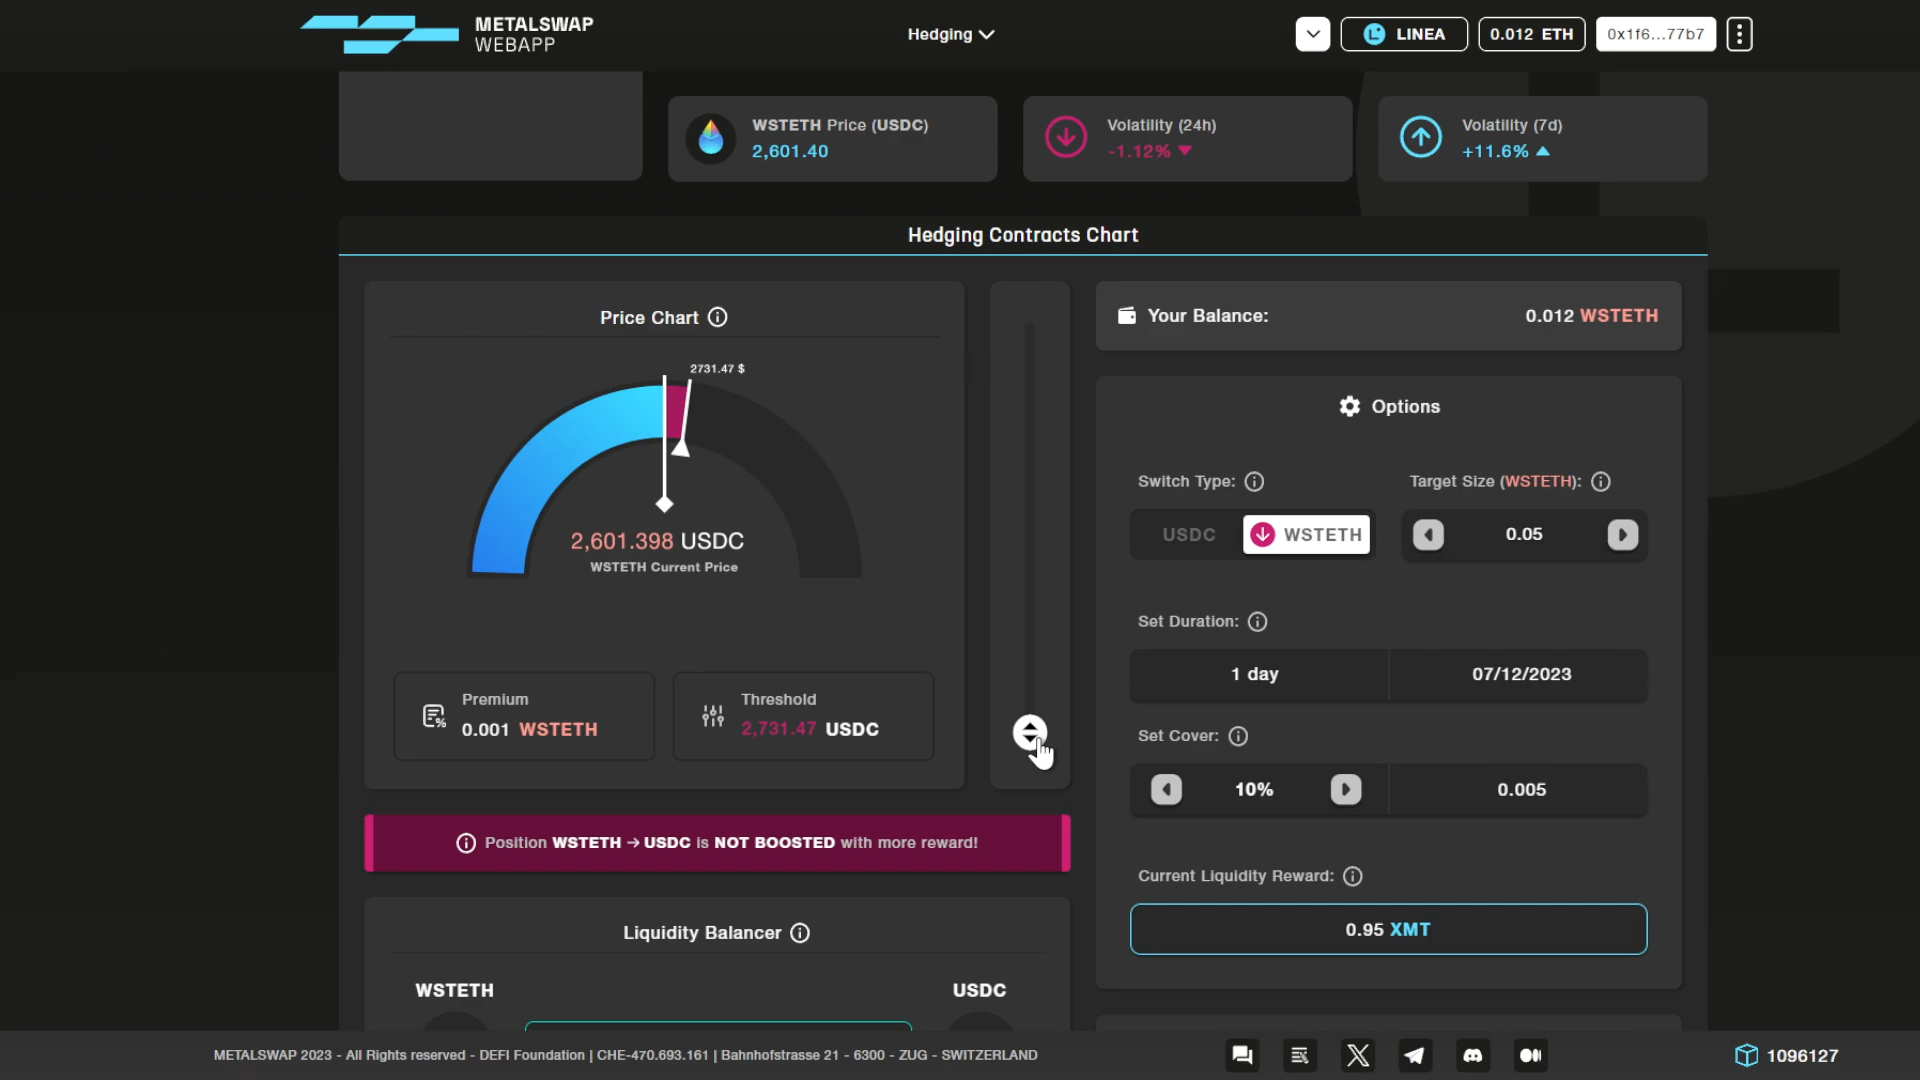 METALSWAP
WEBAPP
Hedging
LINEA
0.012 ETH
0x1f6...77b7
WSTETH Price (USDC)
2,601.40
Volatility (24h)
-1.12%
Volatility (7d)
+11.6%
Hedging Contracts Chart
Price Chart
2731.47 $
2,601.398 USDC
WSTETH Current Price
Premium
0.001 WSTETH
Threshold
2,731.47 USDC
Your Balance:
0.012 WSTETH
Options
Switch Type:
Target Size (WSTETH):
USDC
WSTETH
0.05
Set Duration:
1 day
07/12/2023
Set Cover:
10%
0.005
Current Liquidity Reward:
0.95 XMT
Position WSTETH → USDC is NOT BOOSTED with more reward!
Liquidity Balancer
WSTETH
USDC
METALSWAP 2023 - All Rights reserved - DEFI Foundation | CHE-470.693.161 | Bahnhofstrasse 21 - 6300 - ZUG - SWITZERLAND
1096127